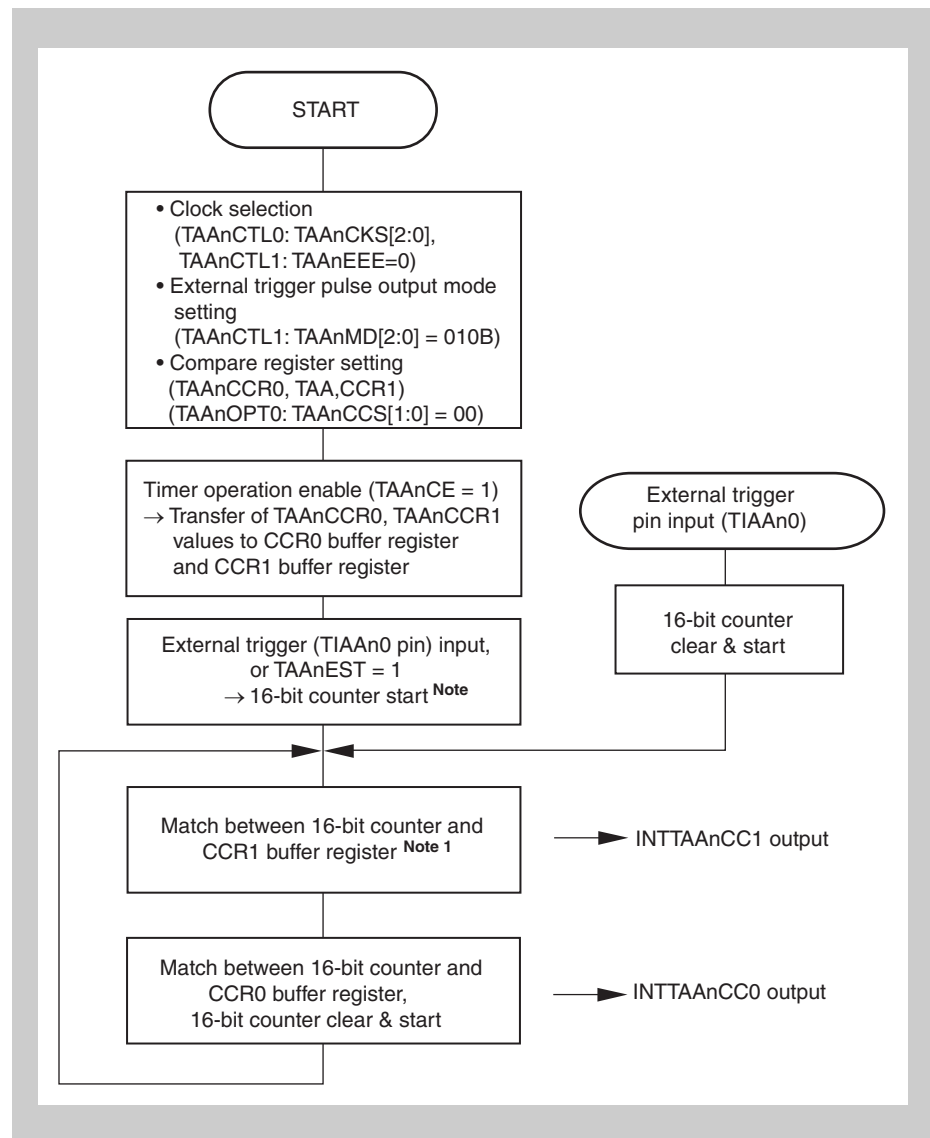 START
• Clock selection
(TAAnCTL0: TAAnCKS[2:0],
TAAnCTL1: TAAnEEE=0)
• External trigger pulse output mode
setting
(TAAnCTL1: TAAnMD[2:0] = 010B)
• Compare register setting
(TAAnCCR0, TAA,CCR1)
(TAAnOPT0: TAAnCCS[1:0] = 00)
Timer operation enable (TAAnCE = 1)
→ Transfer of TAAnCCR0, TAAnCCR1
values to CCR0 buffer register
and CCR1 buffer register
External trigger
pin input (TIAAn0)
16-bit counter
clear & start
External trigger (TIAAn0 pin) input,
or TAAnEST = 1
→ 16-bit counter start Note
Match between 16-bit counter and
CCR1 buffer register Note 1
INTTAAnCC1 output
Match between 16-bit counter and
CCR0 buffer register,
16-bit counter clear & start
INTTAAnCC0 output